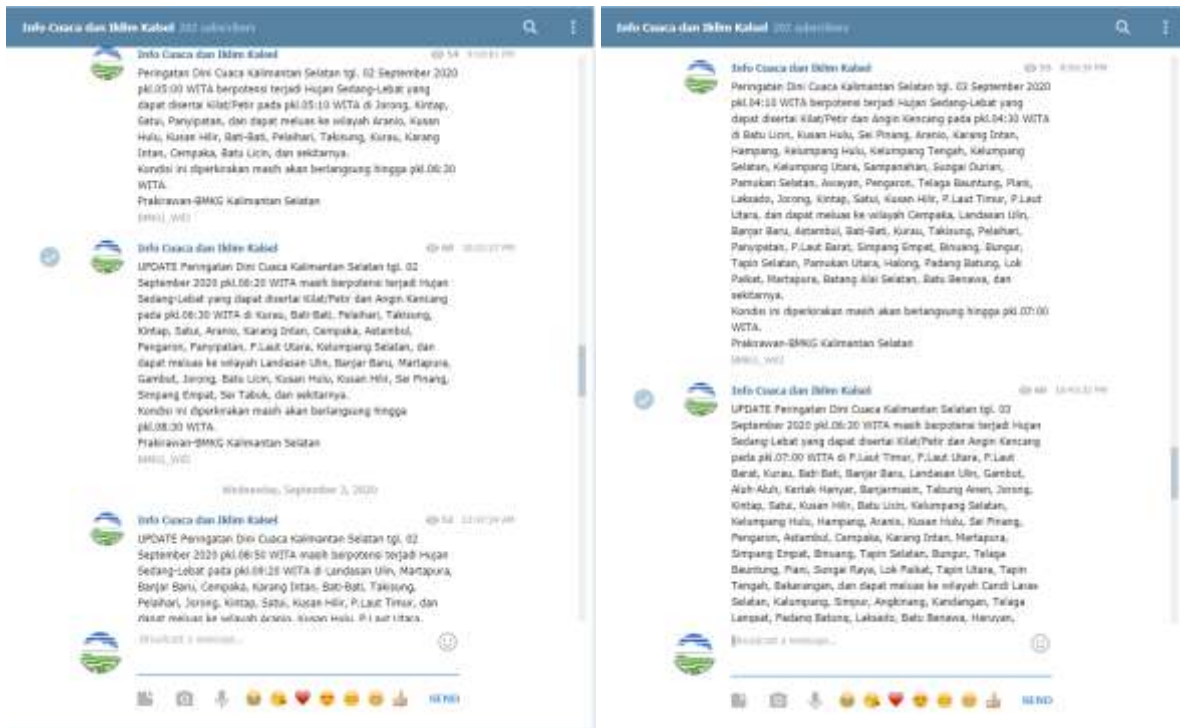 Info Cuaca dan Iklim Kalsel 202 subscribers
Info Cuaca dan Iklim Kalsel
Peringatan Dini Cuaca Kalimantan Selatan tgl. 02 September 2020
pkl.05:00 WITA berpotensi terjadi Hujan Sedang-Lebat yang
dapat disertai Kilat/Petir pada pkl.05:10 WITA di Jorong, Kintap,
Satui, Panyipatan, dan dapat meluas ke wilayah Aranio, Kusan
Hulu, Kusan Hilir, Bati-Bati, Pelaihari, Takisung, Kurau, Karang
Intan, Cempaka, Batu Licin, dan sekitarnya.
Kondisi ini diperkirakan masih akan berlangsung hingga pkl.06:30
WITA.
Prakirawan-BMKG Kalimantan Selatan
Info Cuaca dan Iklim Kalsel
UPDATE Peringatan Dini Cuaca Kalimantan Selatan tgl. 02
September 2020 pkl.06:20 WITA masih berpotensi terjadi Hujan
Sedang-Lebat yang dapat disertai Kilat/Petir dan Angin Kencang
pada pkl.06:30 WITA di Kurau, Bati-Bati, Pelaihari, Takisung,
Kintap, Satui, Aranio, Karang Intan, Cempaka, Astambul,
Pengaron, Panyipatan, P.Laut Utara, Kelumpang Selatan, dan
dapat meluas ke wilayah Landasan Ulin, Banjar Baru, Martapura,
Gambut, Jorong, Batu Licin, Kusan Hulu, Kusan Hilir, Sei Pinang,
Simpang Empat, Sei Tabuk, dan sekitarnya.
Kondisi ini diperkirakan masih akan berlangsung hingga
pkl.08:30 WITA.
Prakirawan-BMKG Kalimantan Selatan
Wednesday, September 2, 2020
Info Cuaca dan Iklim Kalsel
UPDATE Peringatan Dini Cuaca Kalimantan Selatan tgl. 02
September 2020 pkl.08:50 WITA masih berpotensi terjadi Hujan
Sedang-Lebat pada pkl.09:20 WITA di Landasan Ulin, Martapura,
Banjar Baru, Cempaka, Karang Intan, Bati-Bati, Takisung,
Pelaihari, Jorong, Kintap, Satui, Kusan Hilir, P.Laut Timur, dan
dapat meluas ke wilayah Aranio, Kusan Hulu, P.Laut Utara,
Broadcast a message...
SEND
Info Cuaca dan Iklim Kalsel 202 subscribers
Info Cuaca dan Iklim Kalsel
Peringatan Dini Cuaca Kalimantan Selatan tgl. 03 September 2020
pkl.04:10 WITA berpotensi terjadi Hujan Sedang-Lebat yang
dapat disertai Kilat/Petir dan Angin Kencang pada pkl.04:30 WITA
di Batu Licin, Kusan Hulu, Sei Pinang, Aranio, Karang Intan,
Hampang, Kelumpang Hulu, Kelumpang Tengah, Kelumpang
Selatan, Kelumpang Utara, Sampanahan, Sungai Durian,
Pamukan Selatan, Awayan, Pengaron, Telaga Bauntung, Piani,
Loksado, Jorong, Kintap, Satui, Kusan Hilir, P.Laut Timur, P.Laut
Utara, dan dapat meluas ke wilayah Cempaka, Landasan Ulin,
Banjar Baru, Astambul, Bati-Bati, Kurau, Takisung, Pelaihari,
Panyipatan, P.Laut Barat, Simpang Empat, Binuang, Bungur,
Tapin Selatan, Pamukan Utara, Halong, Padang Batung, Lok
Paikat, Martapura, Batang Alai Selatan, Batu Benawa, dan
sekitarnya.
Kondisi ini diperkirakan masih akan berlangsung hingga pkl.07:00
WITA.
Prakirawan-BMKG Kalimantan Selatan
Info Cuaca dan Iklim Kalsel
UPDATE Peringatan Dini Cuaca Kalimantan Selatan tgl. 03
September 2020 pkl.06:30 WITA masih berpotensi terjadi Hujan
Sedang-Lebat yang dapat disertai Kilat/Petir dan Angin Kencang
pada pkl.07:00 WITA di P.Laut Timur, P.Laut Utara, P.Laut
Barat, Kurau, Bati-Bati, Banjar Baru, Landasan Ulin, Gambut,
Aluh-Aluh, Kertak Hanyar, Banjarmasin, Tabung Anen, Jorong,
Kintap, Satui, Kusan Hilir, Batu Licin, Kelumpang Selatan,
Kelumpang Hulu, Hampang, Aranio, Kusan Hulu, Sei Pinang,
Pengaron, Astambul, Cempaka, Karang Intan, Martapura,
Simpang Empat, Binuang, Tapin Selatan, Bungur, Telaga
Bauntung, Piani, Sungai Raya, Lok Paikat, Tapin Utara, Tapin
Tengah, Bakarangan, dan dapat meluas ke wilayah Candi Laras
Selatan, Kalumpang, Simpur, Angkinang, Kandangan, Telaga
Langsat, Padang Batung, Loksado, Batu Benawa, Haruyan,
Broadcast a message...
SEND